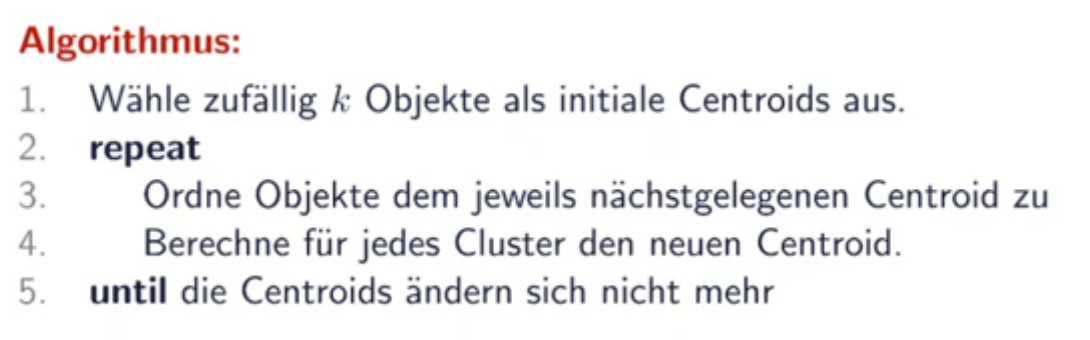 Algorithmus:
1. Wähle zufällig k Objekte als initiale Centroids aus.
2. repeat
3. Ordne Objekte dem jeweils nächstgelegenen Centroid zu
4. Berechne für jedes Cluster den neuen Centroid.
5. until die Centroids ändern sich nicht mehr